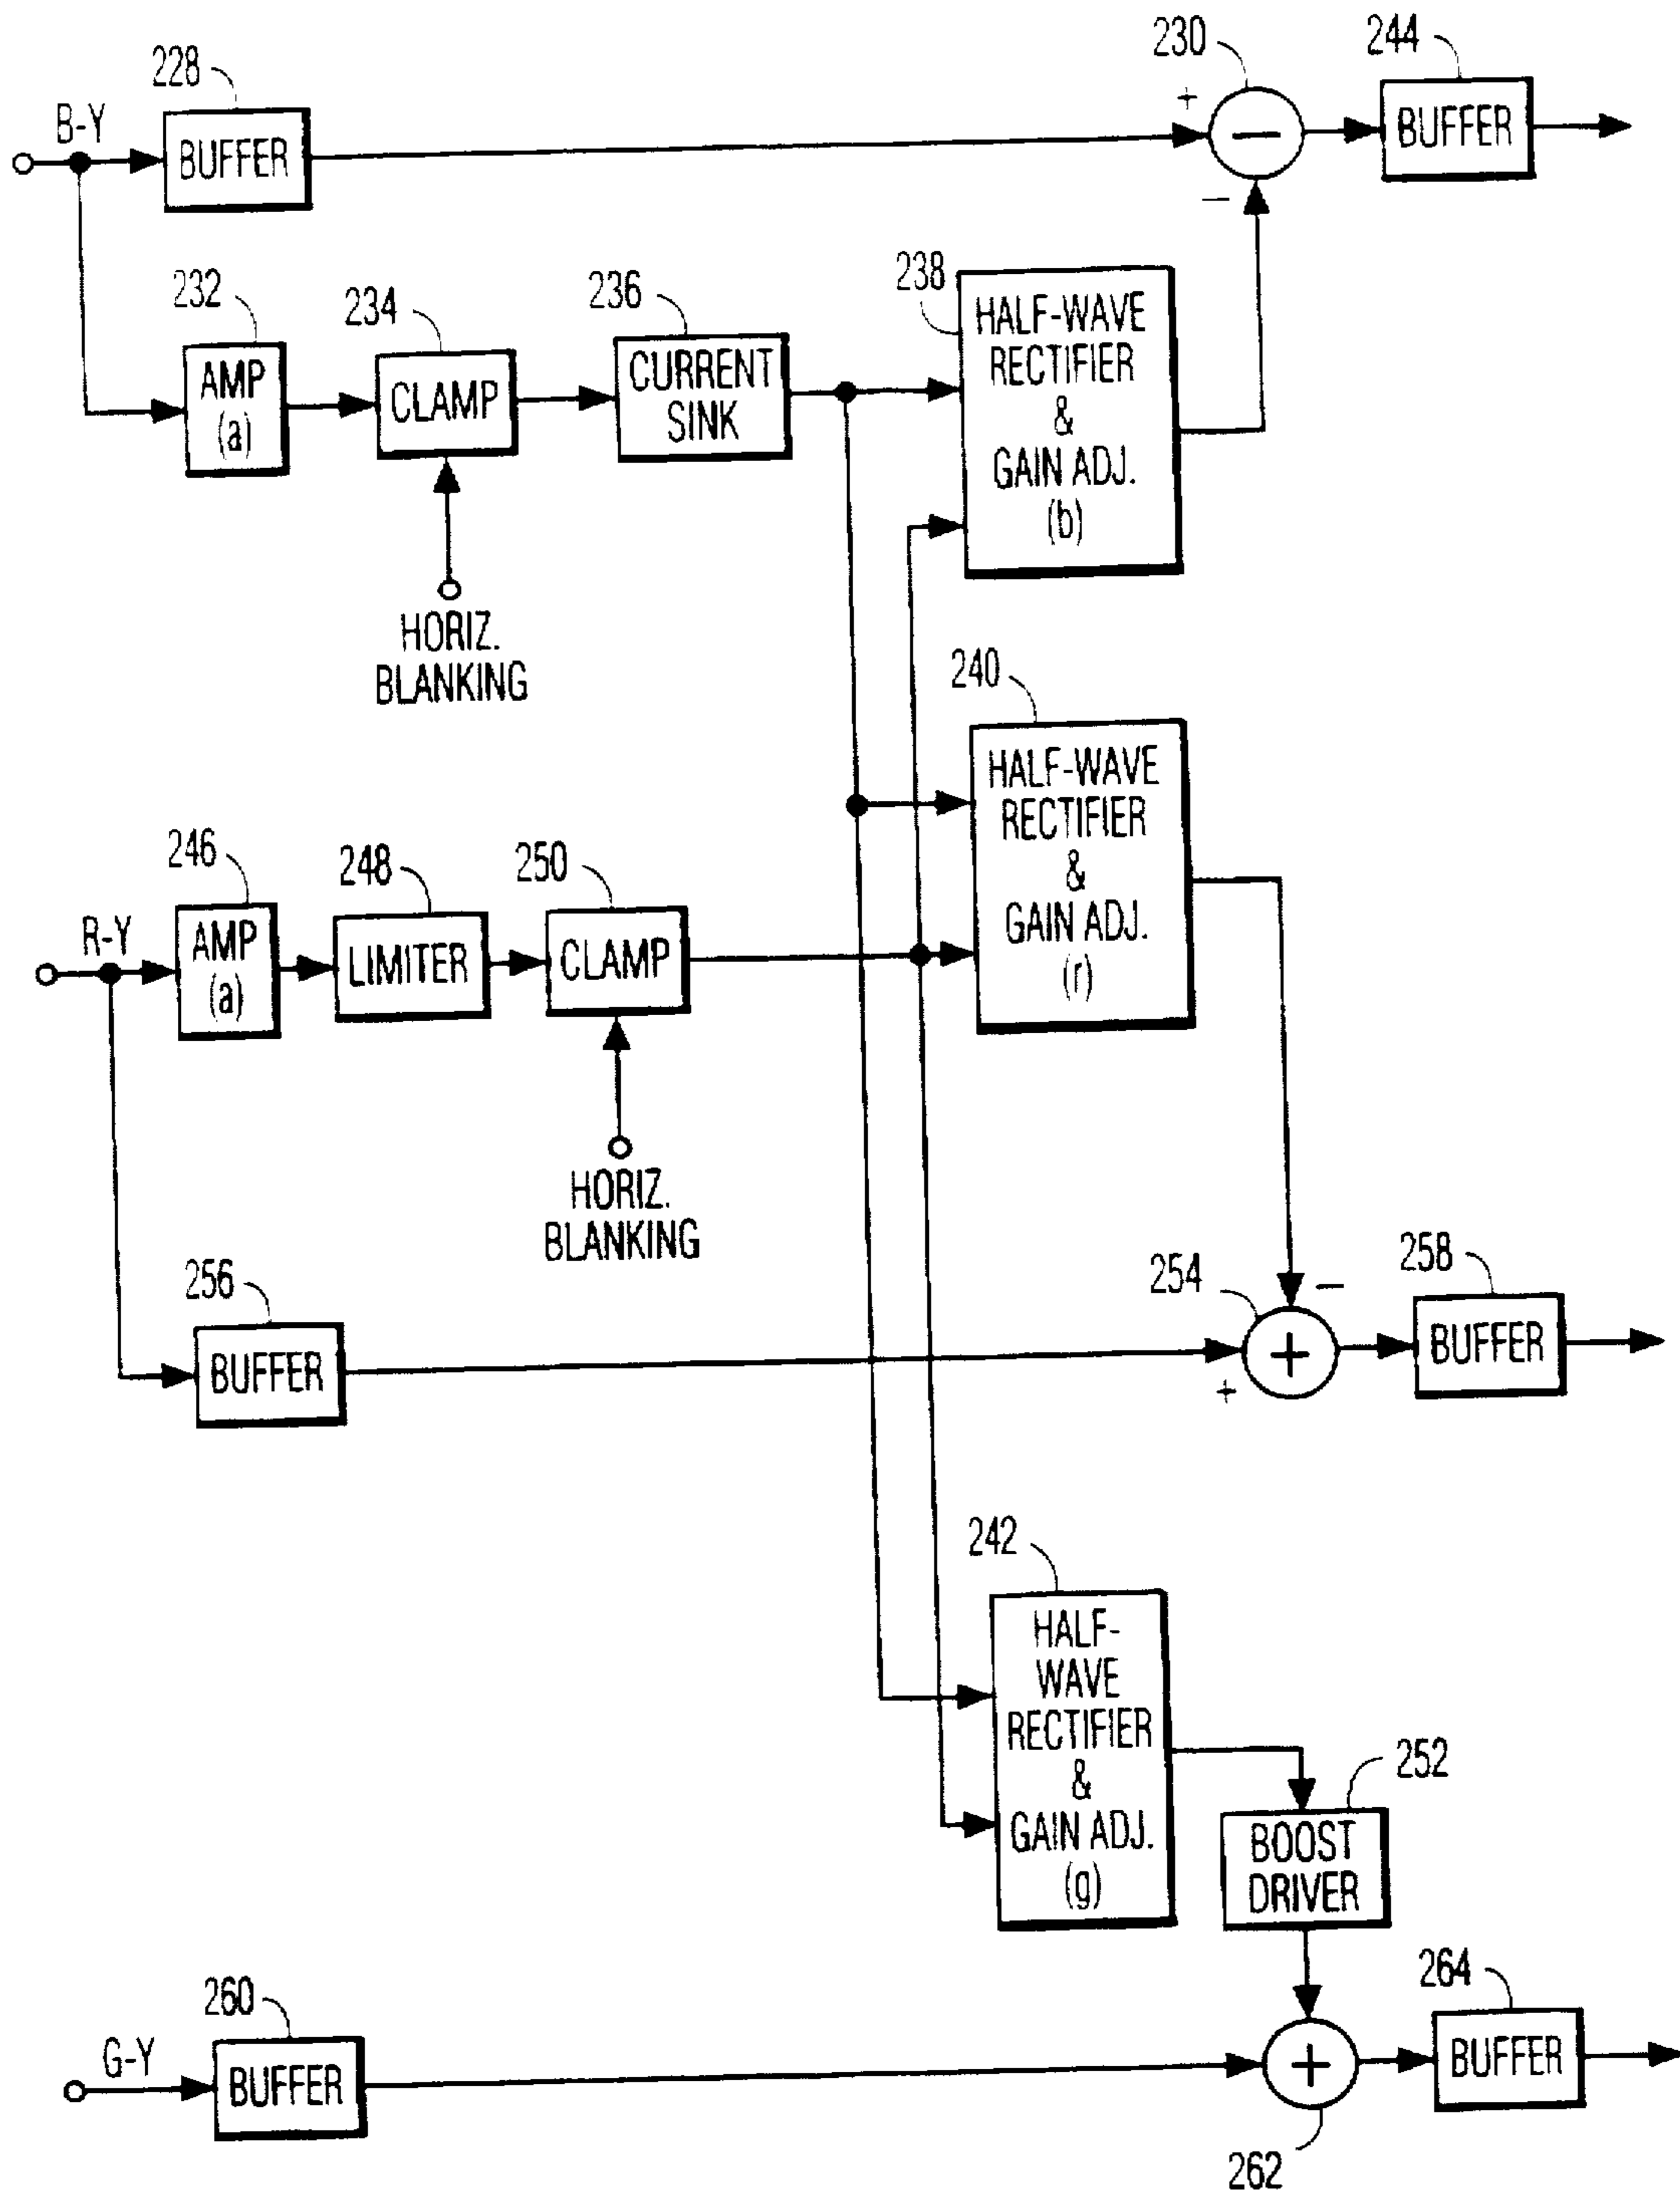 230
244
228
B-Y
BUFFER
+
−
BUFFER
−
232
234
236
238
AMP
(a)
CLAMP
CURRENT
SINK
HALF-WAVE
RECTIFIER
&
GAIN ADJ.
(b)
HORIZ.
BLANKING
240
HALF-WAVE
RECTIFIER
&
GAIN ADJ.
(r)
246
248
250
R-Y
AMP
(a)
LIMITER
CLAMP
HORIZ.
BLANKING
256
BUFFER
254
−
258
+
+
BUFFER
242
HALF-
WAVE
RECTIFIER
&
GAIN ADJ.
(g)
252
BOOST
DRIVER
260
G-Y
BUFFER
264
+
BUFFER
262